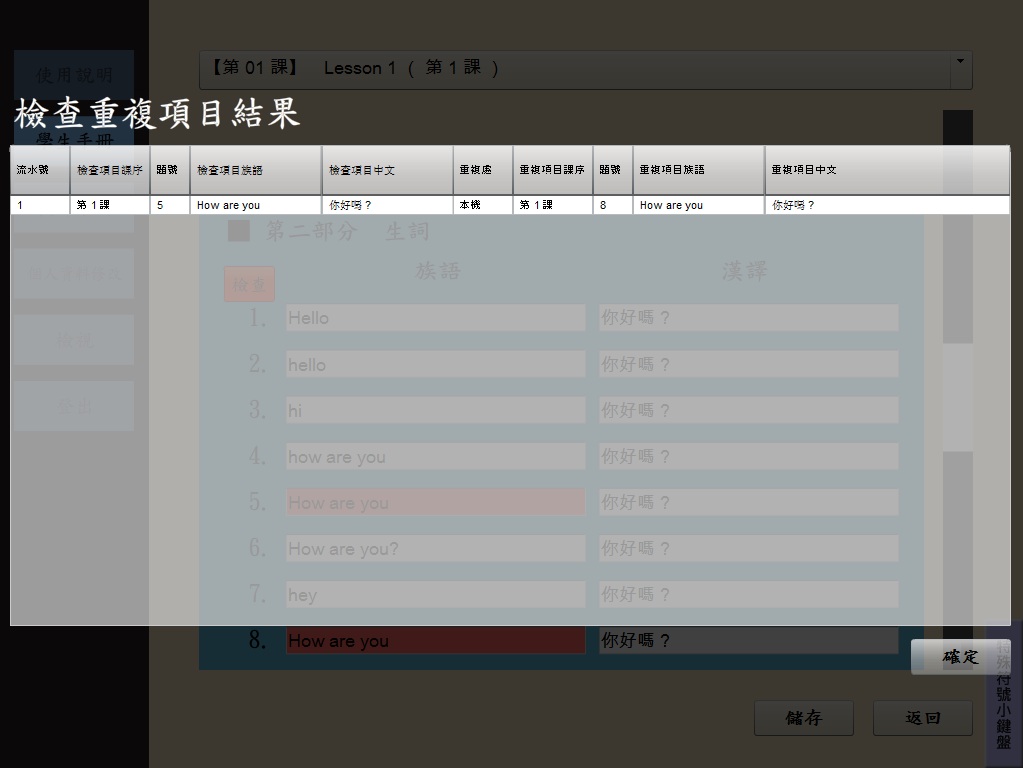 【第 01 課】 Lesson 1 ( 第 1 課 )
使用說明
檢查重複項目結果
學生手冊
流水號 檢查項目課序 題號 檢查項目族語 檢查項目中文 重複處 重複項目課序 題號 重複項目族語 重複項目中文
1 第 1 課 5 How are you 你好嗎？ 本機 第 1 課 8 How are you 你好嗎？
第二部分 生詞
族語 漢譯
檢查
1. Hello 你好嗎？
2. hello 你好嗎？
檢視
3. hi 你好嗎？
登出
4. how are you 你好嗎？
5. How are you 你好嗎？
6. How are you? 你好嗎？
7. hey 你好嗎？
8. How are you 你好嗎？
確定
特殊符號小鍵盤
儲存 返回